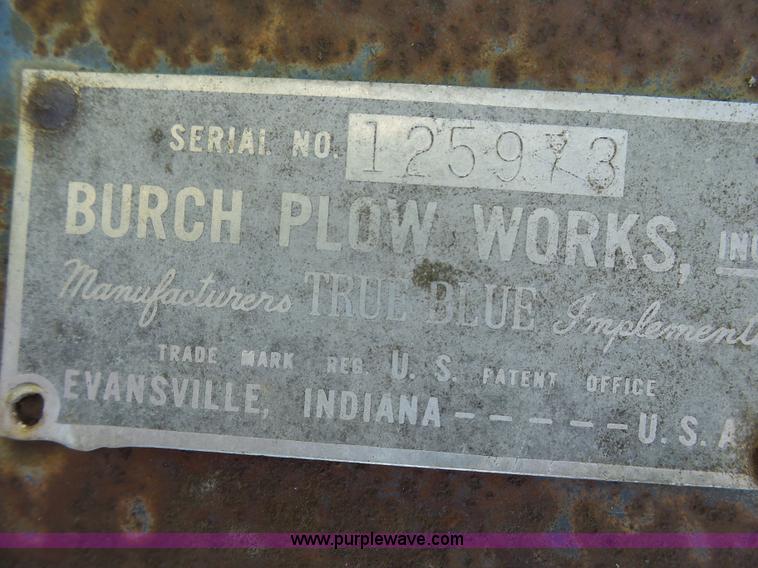 SERIAL NO. 125973
BURCH PLOW WORKS, INC
Manufacturers TRUE BLUE Implements
TRADE MARK REG. U. S. PATENT OFFICE
EVANSVILLE, INDIANA – – – – – U.S.A
www.purplewave.com